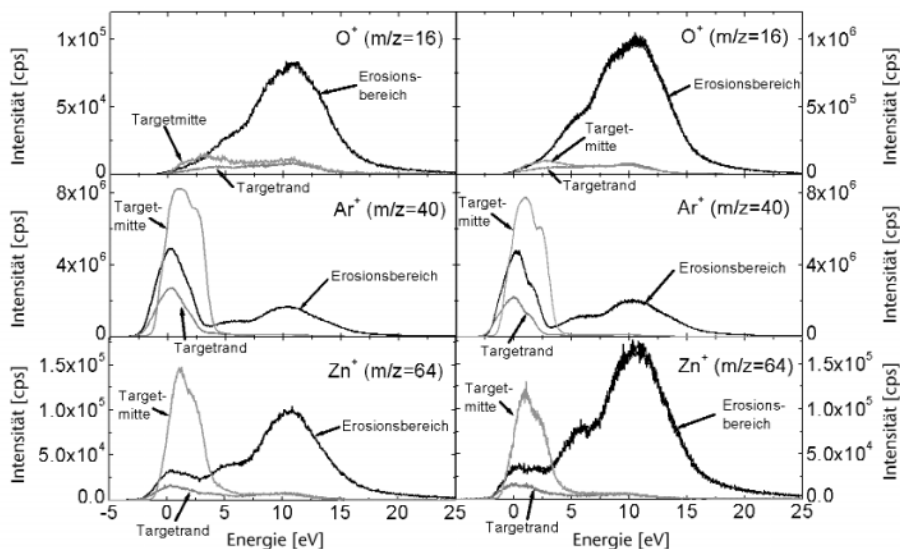 1x10⁵
5x10⁴
0
Intensität [cps]
O⁺ (m/z=16)
Erosions-
bereich
Targetmitte
Targetrand
O⁺ (m/z=16)
Erosionsbereich
Target-
mitte
Targetrand
1x10⁶
5x10⁵
0
Intensität [cps]
8x10⁶
4x10⁶
0
Intensität [cps]
Ar⁺ (m/z=40)
Target-
mitte
Erosionsbereich
Targetrand
Ar⁺ (m/z=40)
Target-
mitte
Erosionsbereich
Targetrand
8x10⁶
4x10⁶
0
Intensität [cps]
1.5x10⁵
1.0x10⁵
5.0x10⁴
0.0
Intensität [cps]
Zn⁺ (m/z=64)
Target-
mitte
Erosionsbereich
Targetrand
Zn⁺ (m/z=64)
Target-
mitte
Erosions-
bereich
Targetrand
1.5x10⁵
1.0x10⁵
5.0x10⁴
0.0
Intensität [cps]
-5 0 5 10 15 20 25 0 5 10 15 20 25
Energie [eV] Energie [eV]